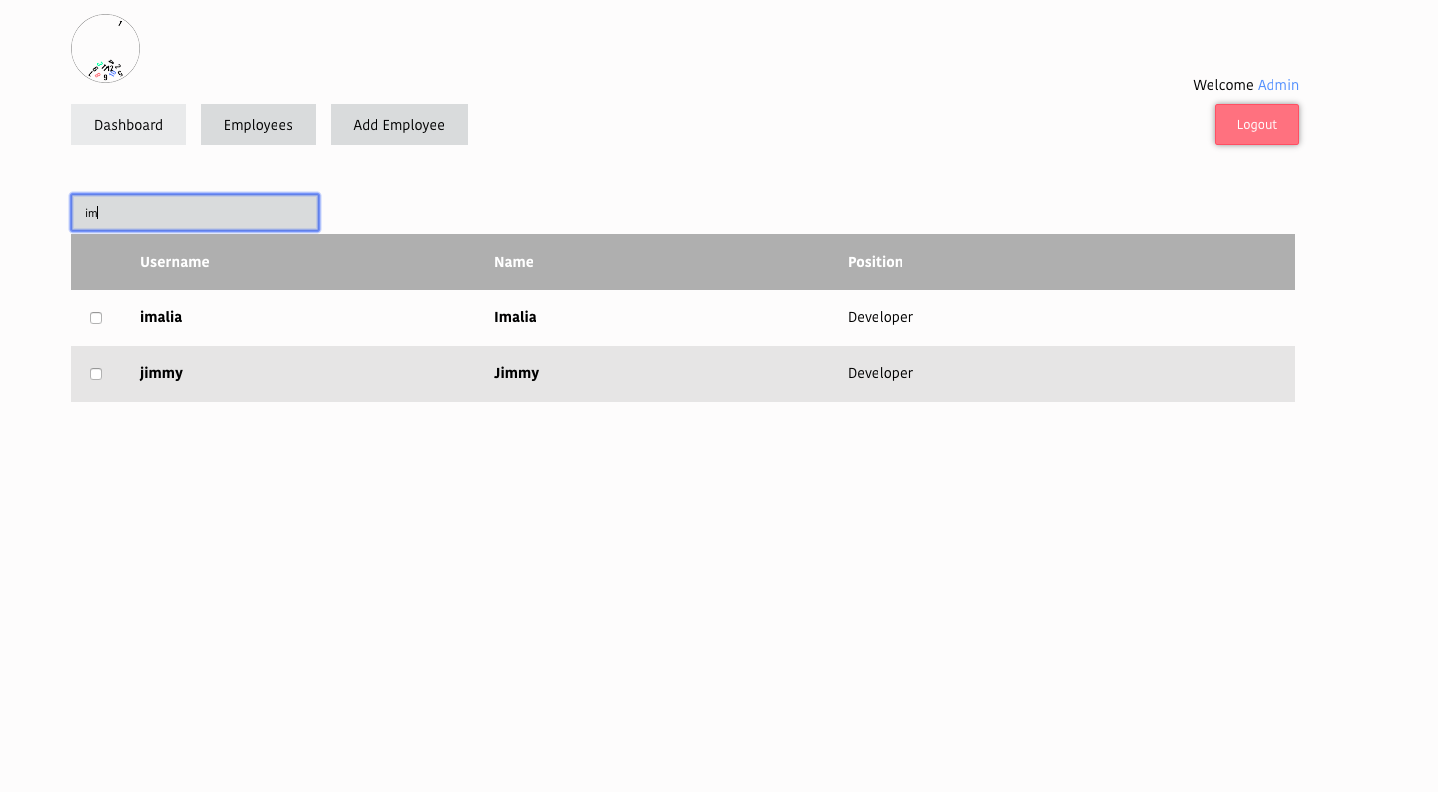 Welcome Admin
Dashboard Employees Add Employee Logout
im
Username Name Position
imalia Imalia Developer
jimmy Jimmy Developer